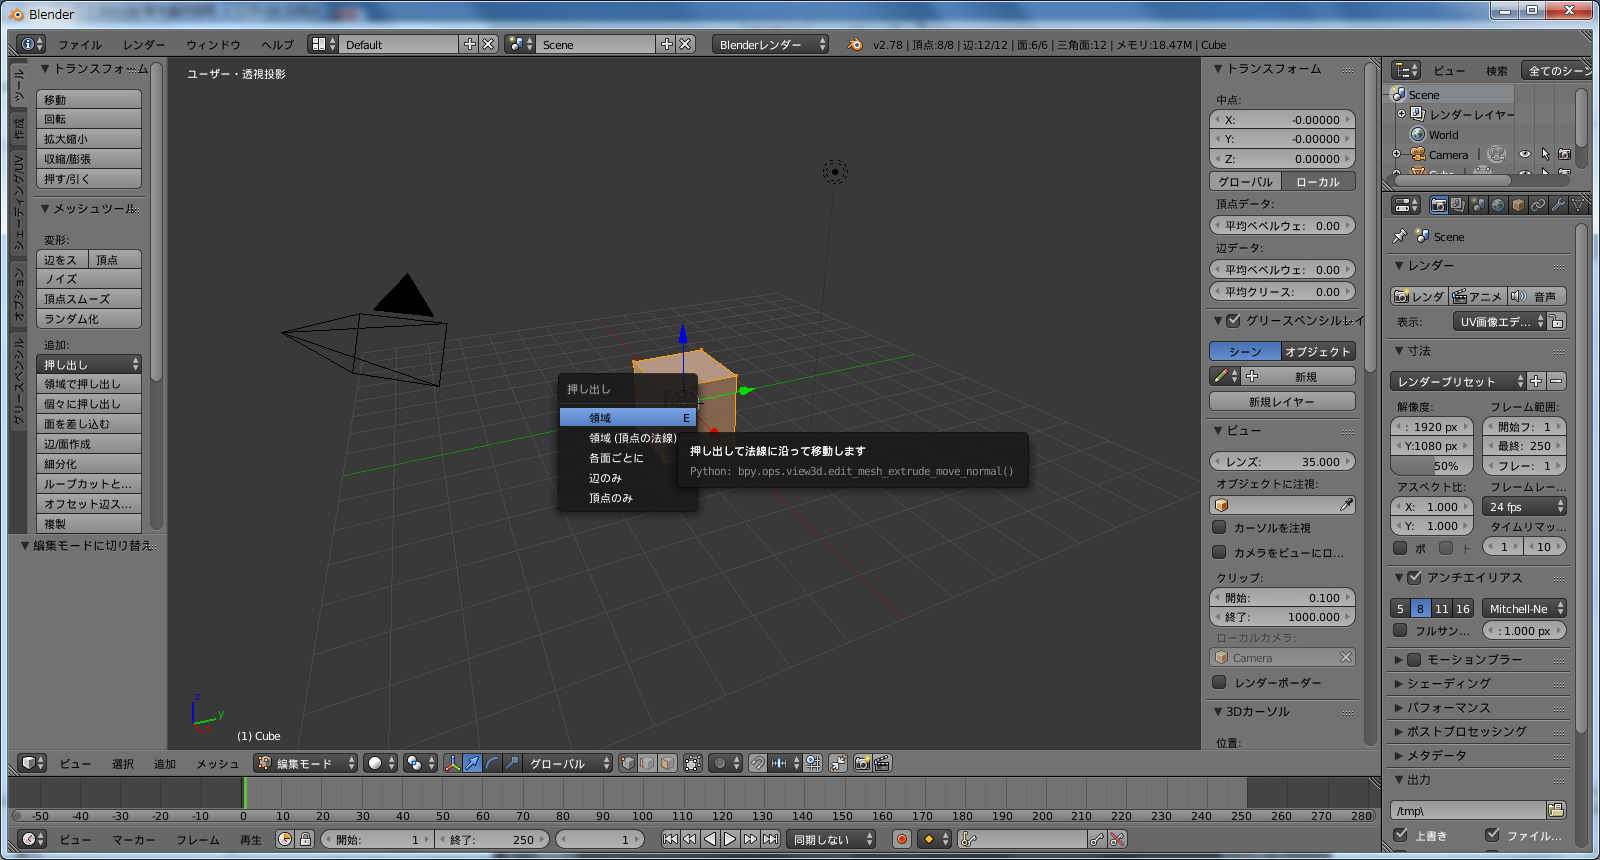 Blender
ファイル レンダー ウィンドウ ヘルプ Default Scene Blenderレンダー v2.78 | 頂点:8/8 | 辺:12/12 | 面:6/6 | 三角面:12 | メモリ:18.47M | Cube
ツール
作成
シェーディング/UV
オプション
グリースペンシル
トランスフォーム
移動
回転
拡大縮小
収縮/膨張
押す/引く
メッシュツール
変形:
辺をス 頂点
ノイズ
頂点スムーズ
ランダム化
追加:
押し出し
領域で押し出し
個々に押し出し
面を差し込む
辺/面作成
細分化
ループカットと...
オフセット辺ス...
複製
編集モードに切り替え
ユーザー・透視投影
押し出し
領域 E
領域 (頂点の法線)
各面ごとに
辺のみ
頂点のみ
押し出して法線に沿って移動します
Python: bpy.ops.view3d.edit_mesh_extrude_move_normal()
z
y
(1) Cube
トランスフォーム
中点:
X: -0.00000
Y: -0.00000
Z: 0.00000
グローバル ローカル
頂点データ:
平均ベベルウェ: 0.00
辺データ:
平均ベベルウェ: 0.00
平均クリース: 0.00
グリースペンシルレイ
シーン オブジェクト
新規
新規レイヤー
ビュー
レンズ: 35.000
オブジェクトに注視:
カーソルを注視
カメラをビューにロ...
クリップ:
開始: 0.100
終了: 1000.000
ローカルカメラ:
Camera
レンダーボーダー
3Dカーソル
位置:
ビュー 検索 全てのシーン
Scene
レンダーレイヤー
World
Camera
Scene
レンダー
レンダ アニメ 音声
表示: UV画像エデ...
寸法
レンダープリセット
解像度: フレーム範囲:
: 1920 px 開始フ: 1
Y:1080 px 最終: 250
50% フレー: 1
アスペクト比: フレームレー...
X: 1.000 24 fps
Y: 1.000 タイムリマッ...
ボ ト 1 10
アンチエイリアス
5 8 11 16 Mitchell-Ne
フルサン... : 1.000 px
モーションブラー
シェーディング
パフォーマンス
ポストプロセッシング
メタデータ
出力
/tmp\
上書き ファイル...
ビュー 選択 追加 メッシュ 編集モード グローバル
-50 -40 -30 -20 -10 0 10 20 30 40 50 60 70 80 90 100 110 120 130 140 150 160 170 180 190 200 210 220 230 240 250 260 270 280
ビュー マーカー フレーム 再生 開始: 1 終了: 250 1 同期しない